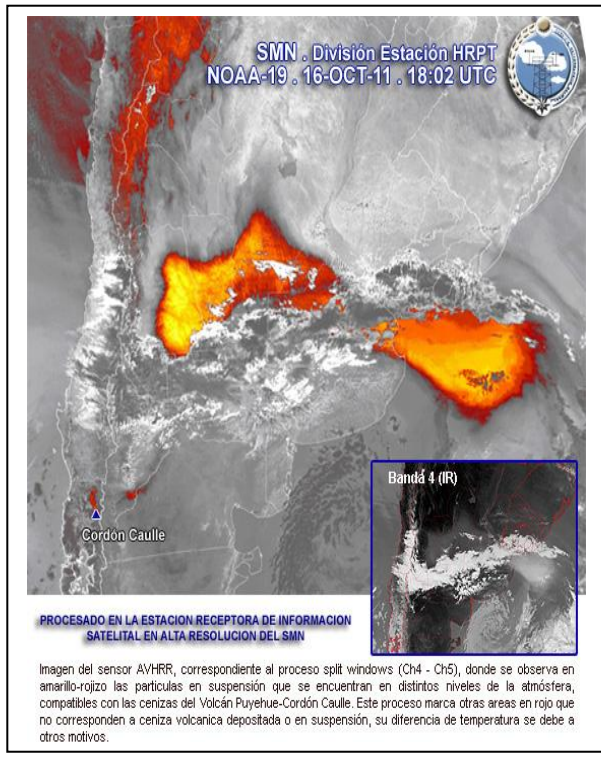 SMN . División Estación HRPT
NOAA-19 . 16-OCT-11 . 18:02 UTC
Banda 4 (IR)
Cordón Caulle
PROCESADO EN LA ESTACION RECEPTORA DE INFORMACION
SATELITAL EN ALTA RESOLUCION DEL SMN
Imagen del sensor AVHRR, correspondiente al proceso split windows (Ch4 - Ch5), donde se observa en
amarillo-rojizo las particulas en suspensión que se encuentran en distintos niveles de la atmósfera,
compatibles con las cenizas del Volcán Puyehue-Cordón Caulle. Este proceso marca otras areas en rojo que
no corresponden a ceniza volcanica depositada o en suspensión, su diferencia de temperatura se debe a
otros motivos.